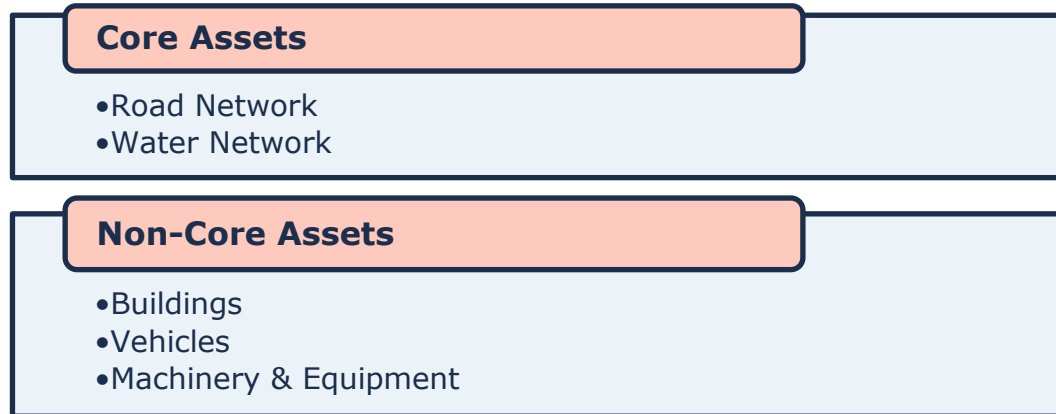 Core Assets
•Road Network
•Water Network
Non-Core Assets
•Buildings
•Vehicles
•Machinery & Equipment